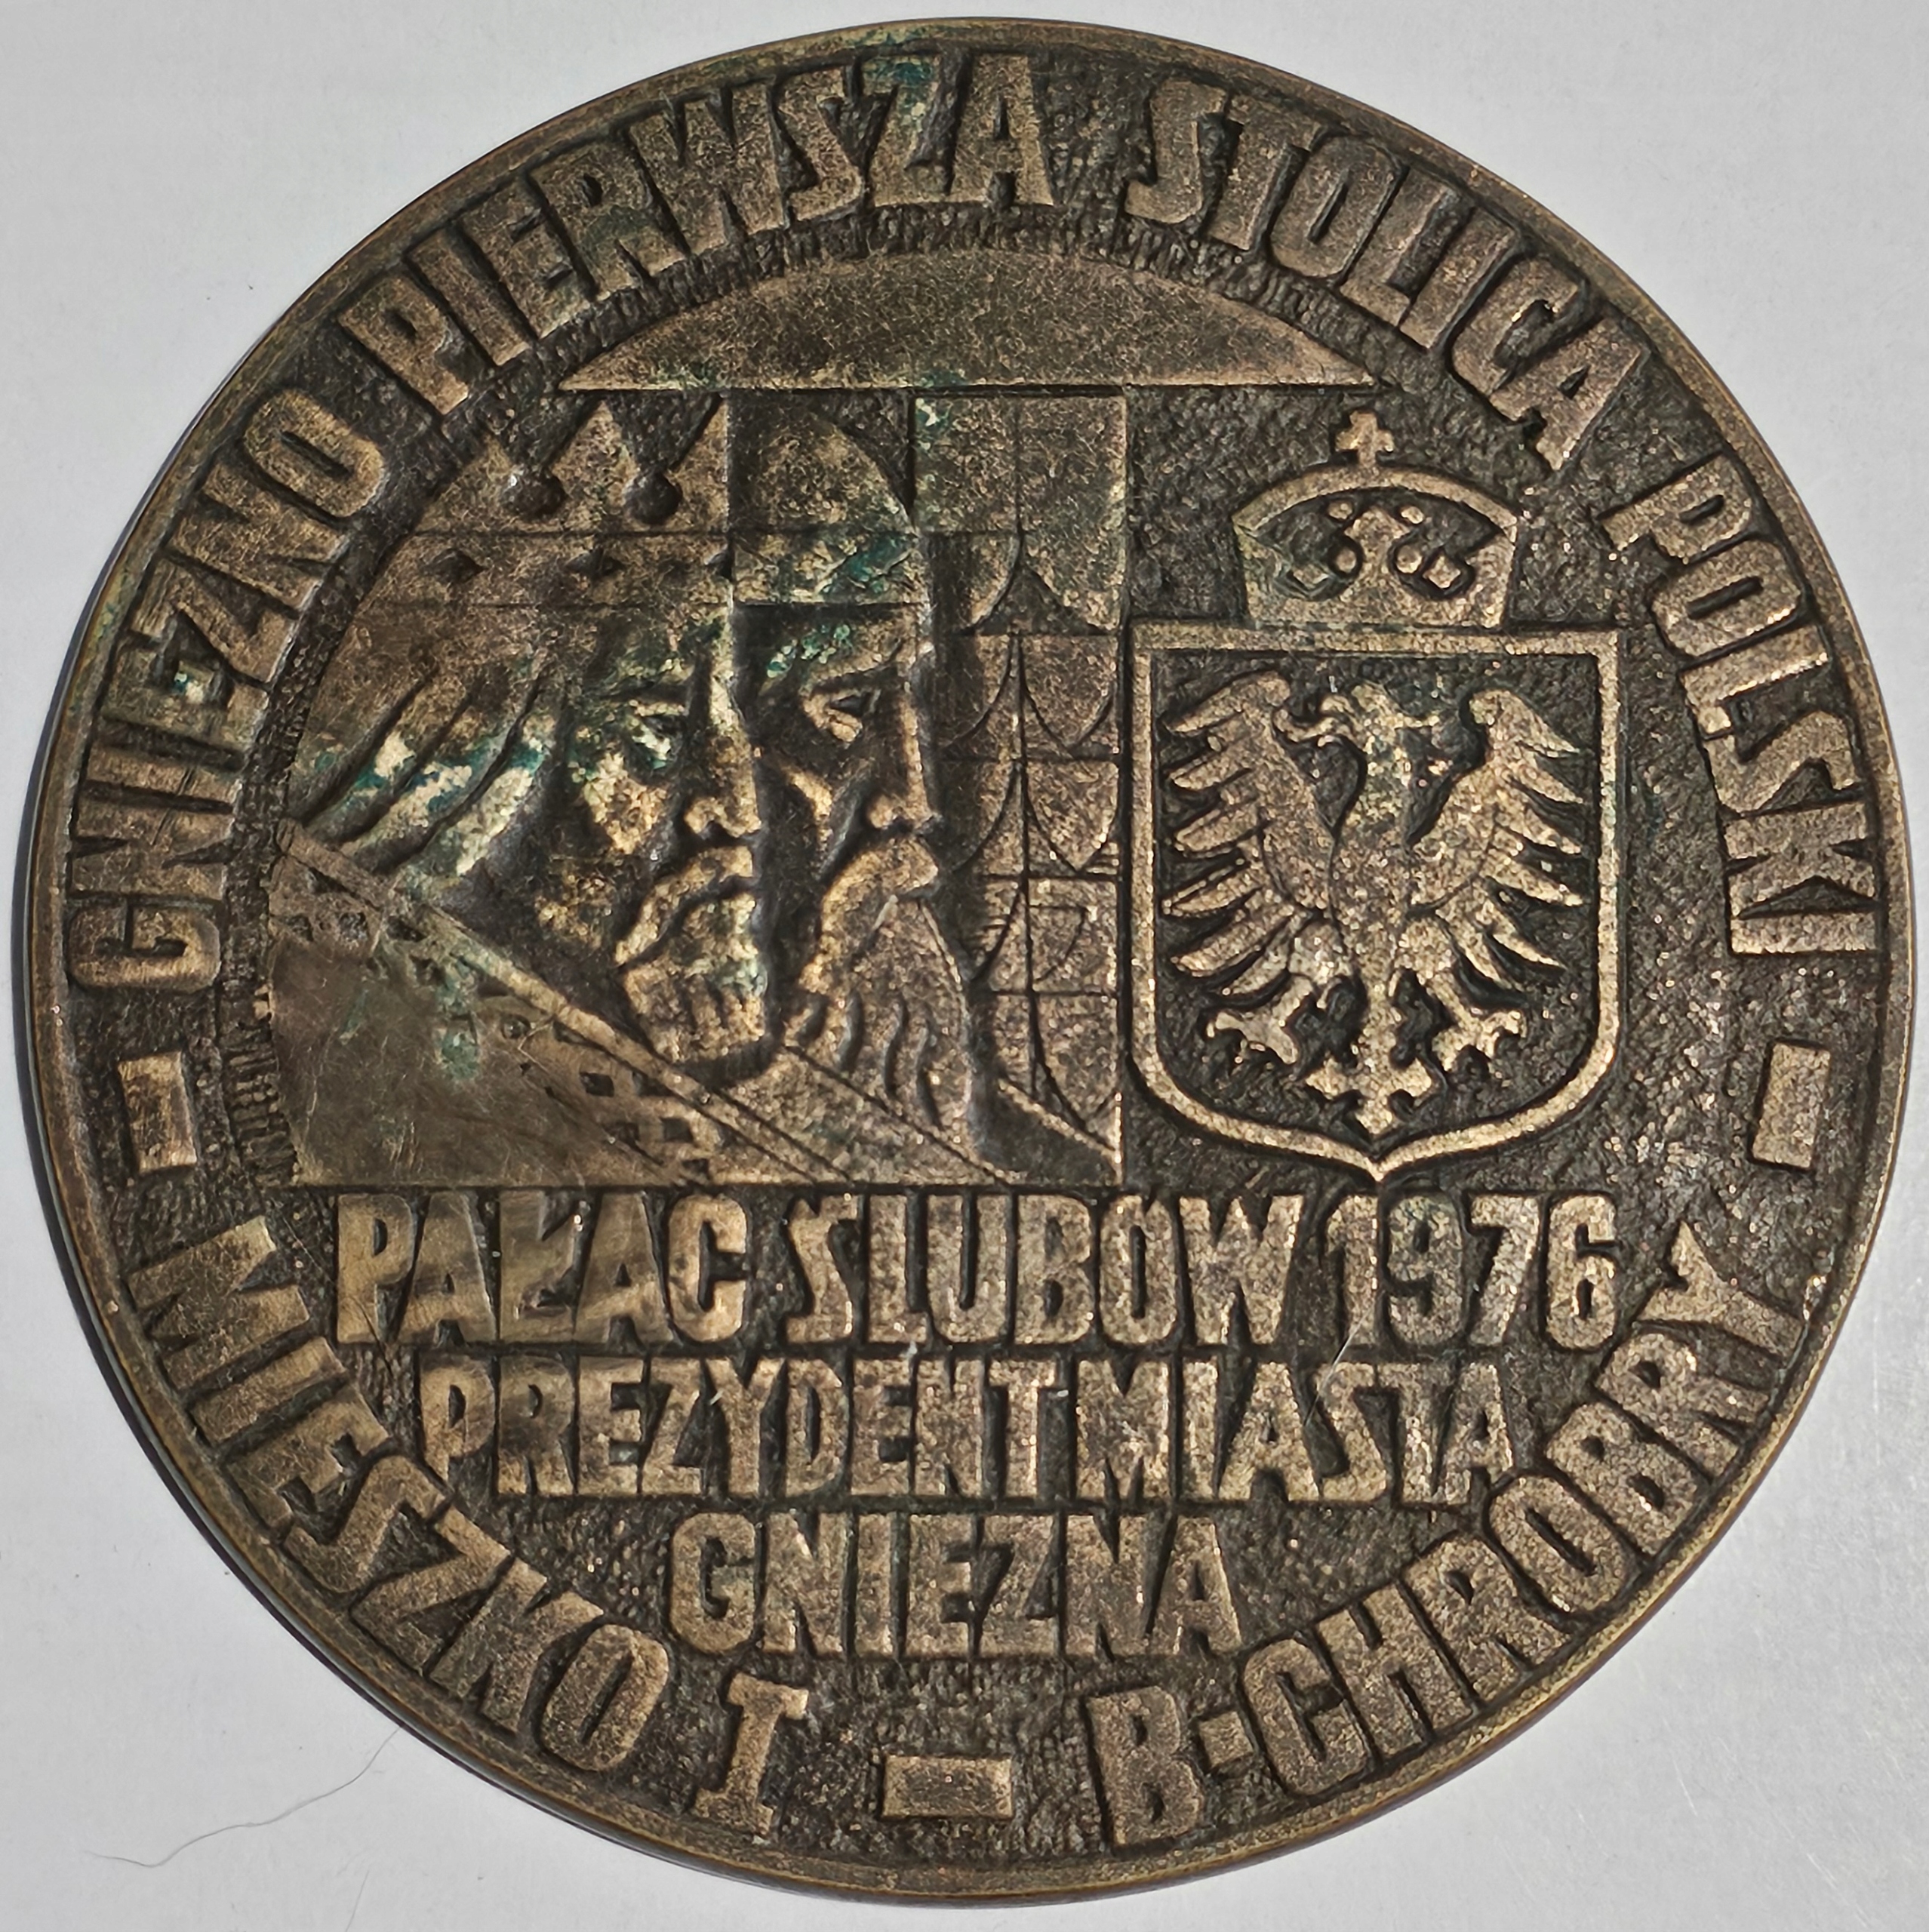 GNIEZNO PIERWSZA STOLICA POLSKI
PAŁAC ŚLUBÓW 1976
PREZYDENT MIASTA
GNIEZNA
MIESZKO I - B. CHROBRY